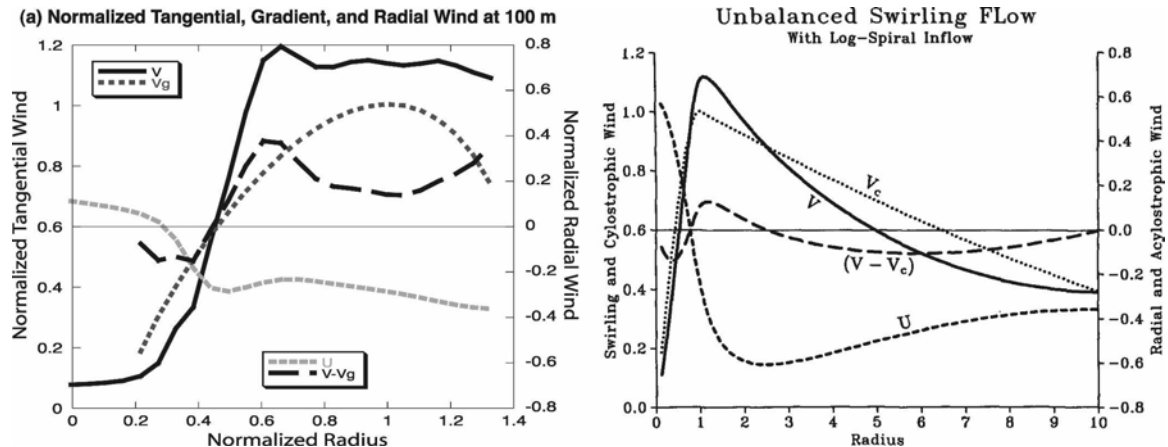 (a) Normalized Tangential, Gradient, and Radial Wind at 100 m
Normalized Tangential Wind
1.2
1
0.8
0.6
0.4
0.2
0
V
Vg
U
V-Vg
0.8
0.6
0.4
0.2
0
-0.2
-0.4
-0.6
-0.8
Normalized Radial Wind
0 0.2 0.4 0.6 0.8 1 1.2 1.4
Normalized Radius
Unbalanced Swirling FLow
With Log-Spiral Inflow
Swirling and Cylostrophic Wind
1.2
1.0
0.8
0.6
0.4
0.2
0.0
Vc
V
(V - Vc)
U
0.8
0.6
0.4
0.2
0.0
-0.2
-0.4
-0.6
-0.8
Radial and Acylostrophic Wind
0 1 2 3 4 5 6 7 8 9 10
Radius